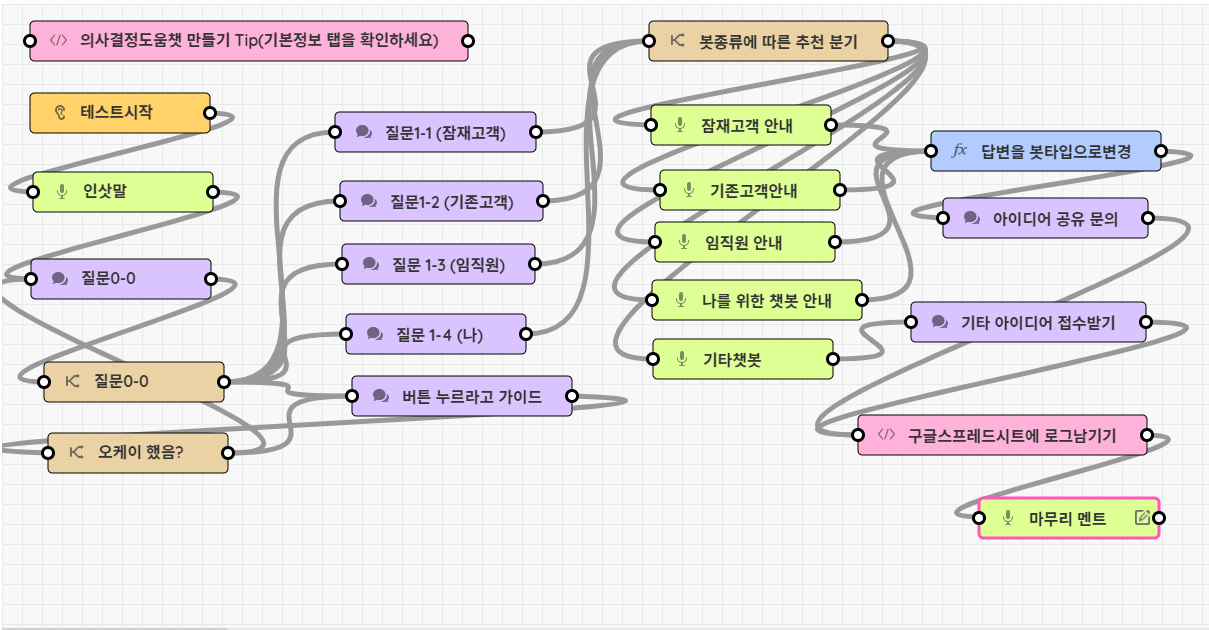 의사결정도움챗 만들기 Tip(기본정보 탭을 확인하세요)
테스트시작
인삿말
질문0-0
질문0-0
오케이 했음?
질문1-1 (잠재고객)
질문1-2 (기존고객)
질문 1-3 (임직원)
질문 1-4 (나)
버튼 누르라고 가이드
봇종류에 따른 추천 분기
잠재고객 안내
기존고객안내
임직원 안내
나를 위한 챗봇 안내
기타챗봇
fx 답변을 봇타입으로변경
아이디어 공유 문의
기타 아이디어 접수받기
구글스프레드시트에 로그남기기
마무리 멘트